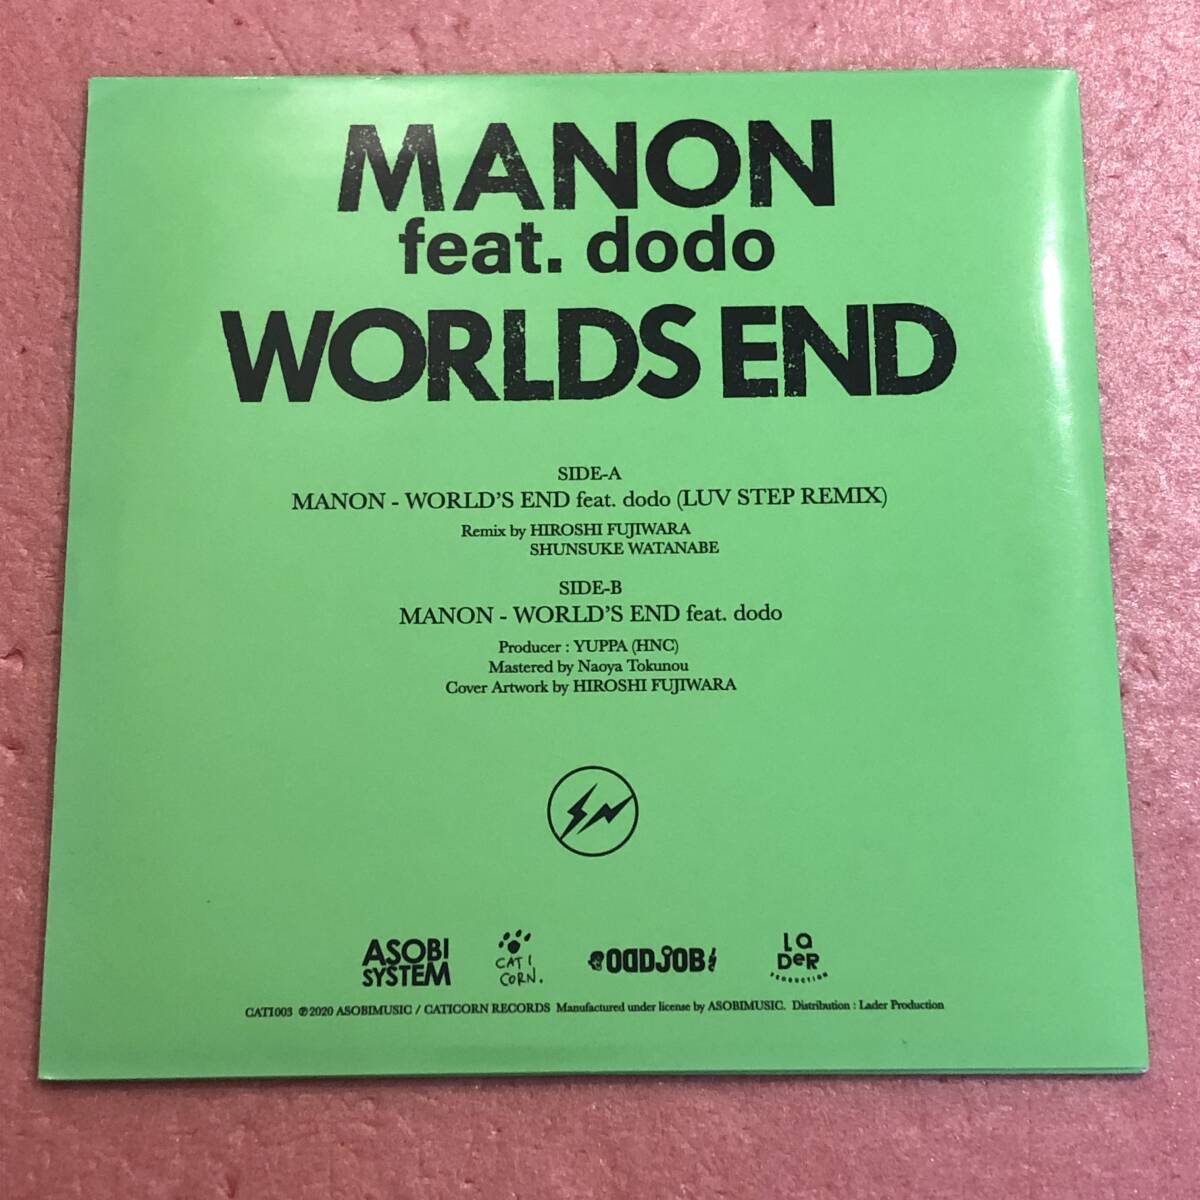 MANON
feat. dodo
WORLDS END
SIDE-A
MANON - WORLD'S END feat. dodo (LUV STEP REMIX)
Remix by HIROSHI FUJIWARA
SHUNSUKE WATANABE
SIDE-B
MANON - WORLD'S END feat. dodo
Producer : YUPPA (HNC)
Mastered by Naoya Tokunou
Cover Artwork by HIROSHI FUJIWARA
ASOBI
SYSTEM
CATI
CORN.
ODDJOB
LaDeR
PRODUCTION
CATI003 ℗2020 ASOBIMUSIC / CATICORN RECORDS Manufactured under license by ASOBIMUSIC. Distribution : Lader Production